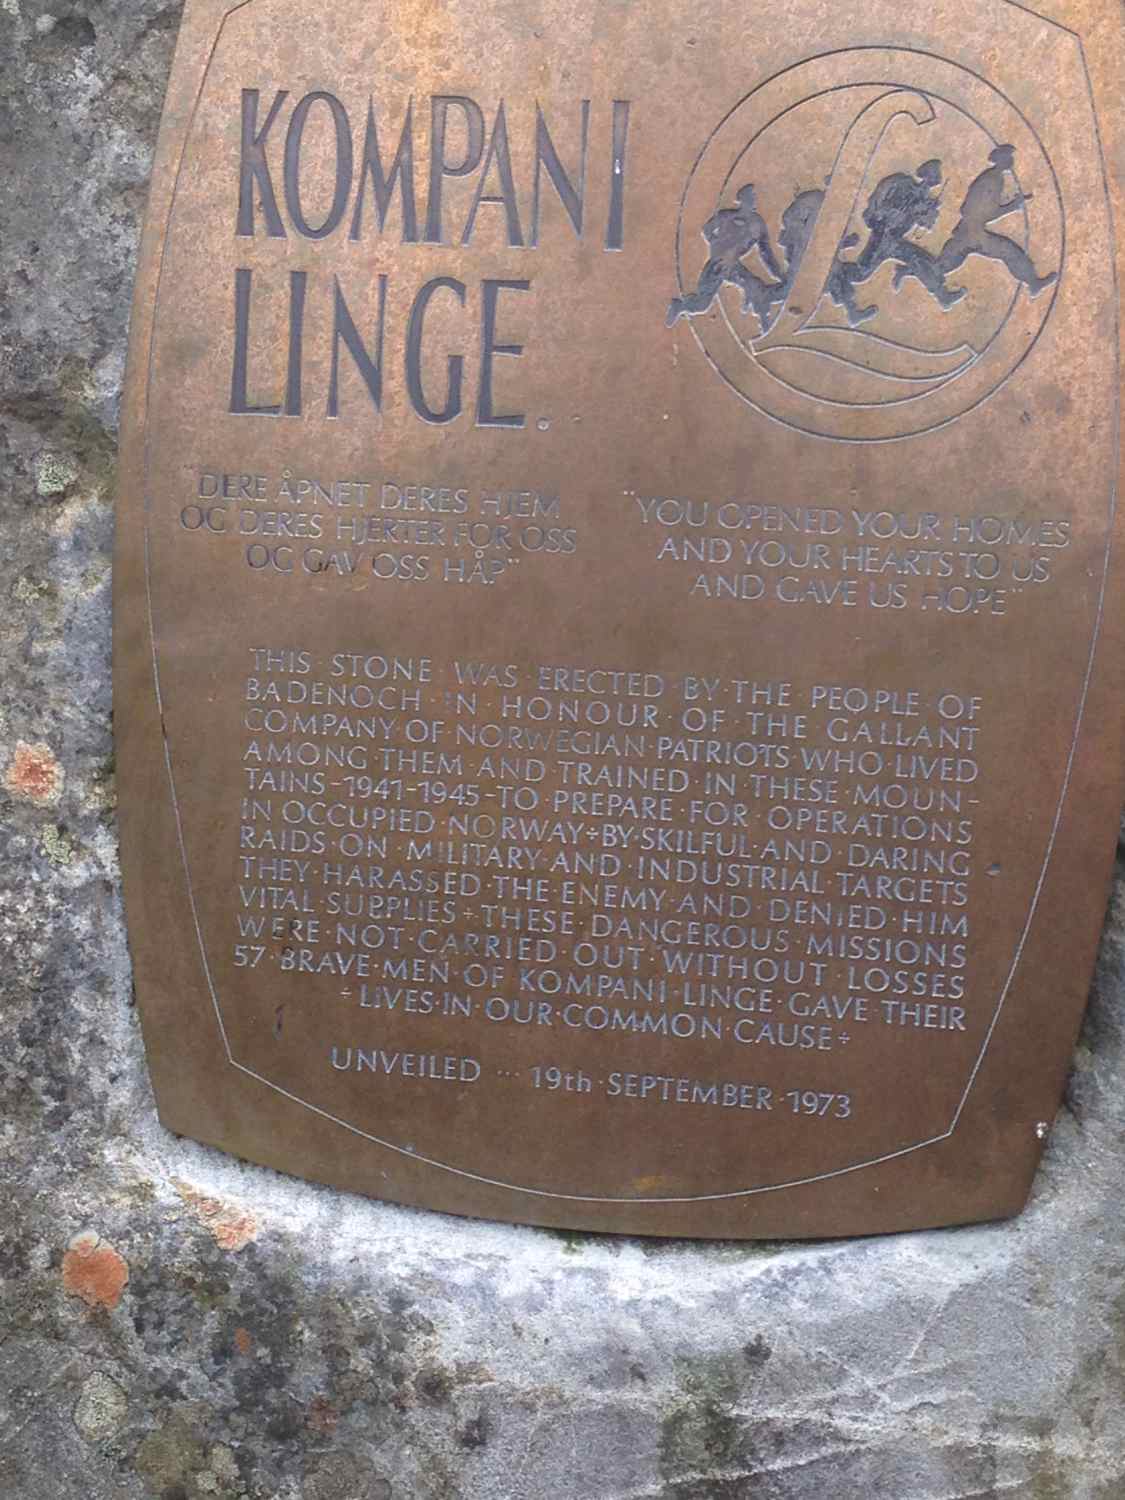 KOMPANI
LINGE.
L
DERE ÅPNET DERES HJEM
OG DERES HJERTER FOR OSS
OG GAV OSS HÅP"
"YOU OPENED YOUR HOMES
AND YOUR HEARTS TO US
AND GAVE US HOPE"
THIS·STONE·WAS·ERECTED·BY·THE·PEOPLE·OF
BADENOCH·IN·HONOUR·OF·THE·GALLANT
COMPANY·OF·NORWEGIAN·PATRIOTS·WHO·LIVED
AMONG·THEM·AND·TRAINED·IN·THESE·MOUN-
TAINS-1941-1945-TO·PREPARE·FOR·OPERATIONS
IN·OCCUPIED·NORWAY÷BY·SKILFUL·AND·DARING
RAIDS·ON·MILITARY·AND·INDUSTRIAL·TARGETS
THEY·HARASSED·THE·ENEMY·AND·DENIED·HIM
VITAL·SUPPLIES÷THESE·DANGEROUS·MISSIONS
WERE·NOT·CARRIED·OUT·WITHOUT·LOSSES
57·BRAVE·MEN·OF·KOMPANI·LINGE·GAVE·THEIR
÷LIVES·IN·OUR·COMMON·CAUSE÷
UNVEILED···19th·SEPTEMBER·1973